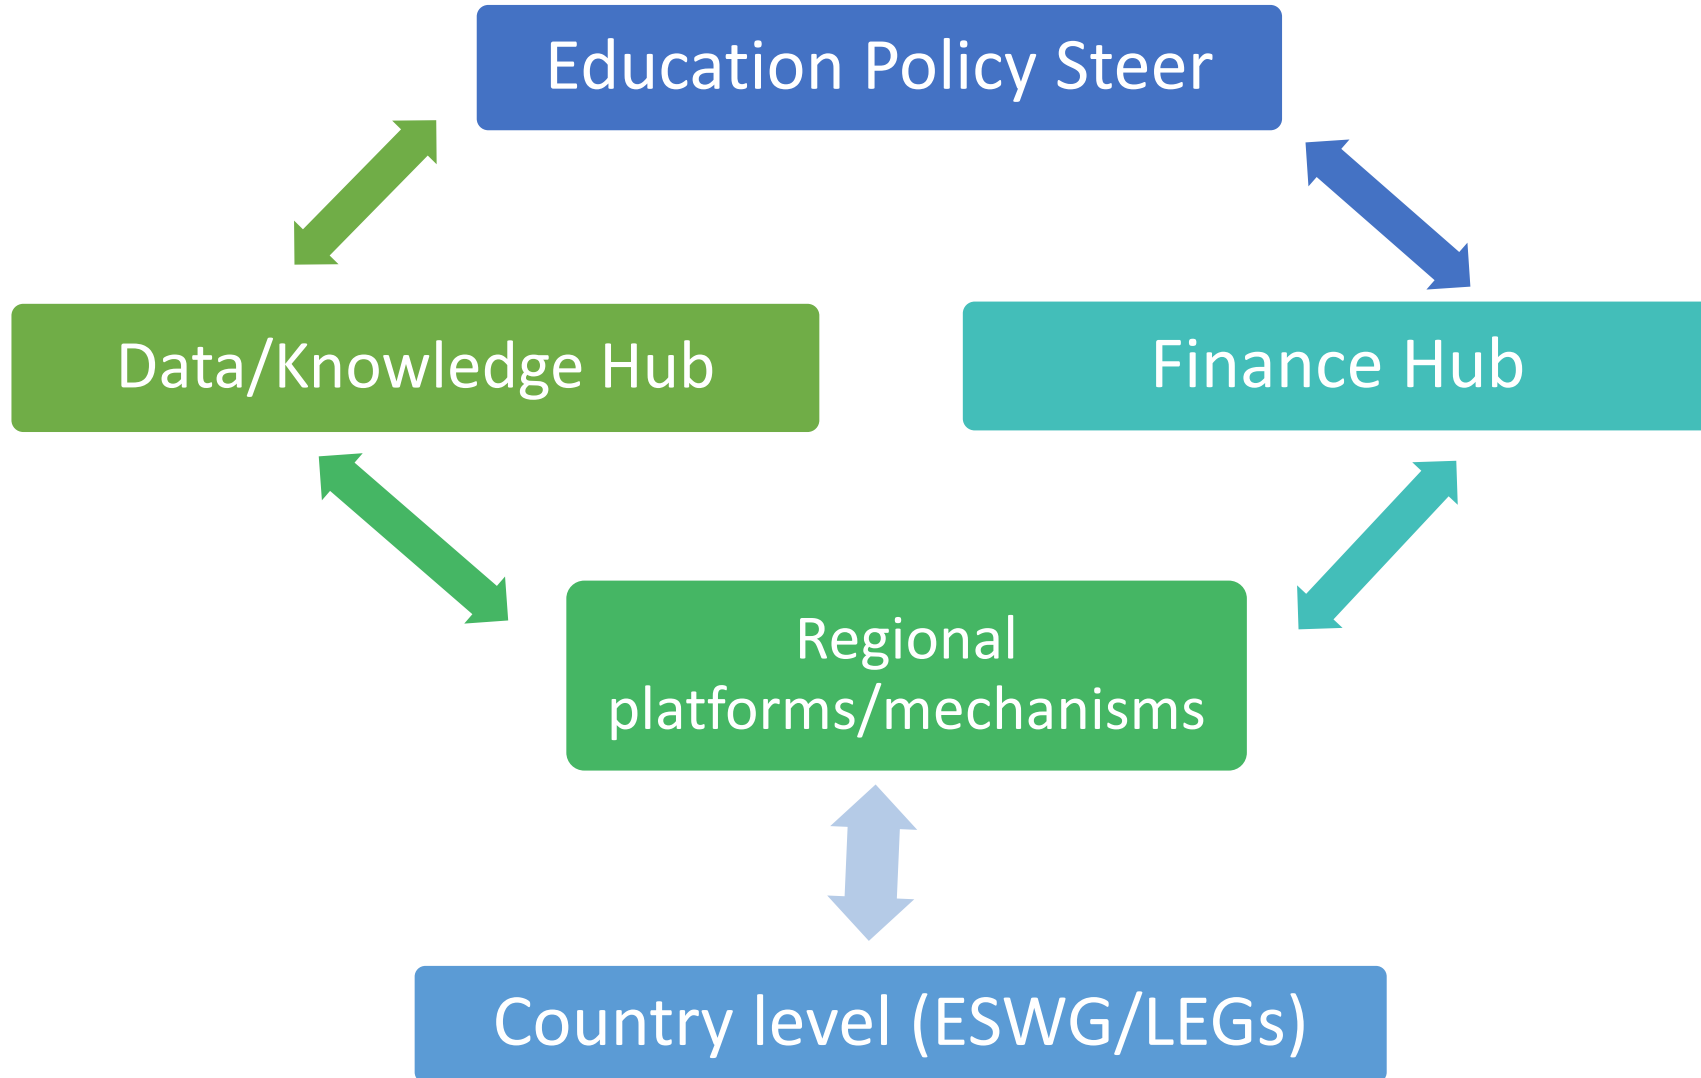 Education Policy Steer
Data/Knowledge Hub
Finance Hub
Regional
platforms/mechanisms
Country level (ESWG/LEGs)